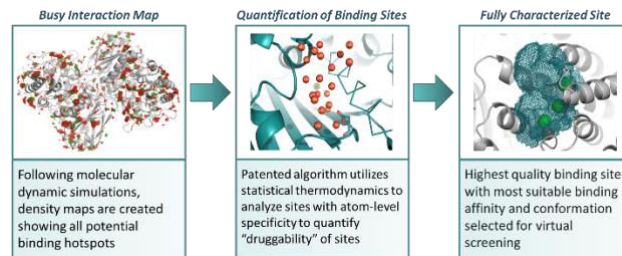 Busy Interaction Map
Quantification of Binding Sites
Fully Characterized Site
Following molecular
dynamic simulations,
density maps are created
showing all potential
binding hotspots
Patented algorithm utilizes
statistical thermodynamics to
analyze sites with atom-level
specificity to quantify
“druggability” of sites
Highest quality binding site
with most suitable binding
affinity and conformation
selected for virtual
screening